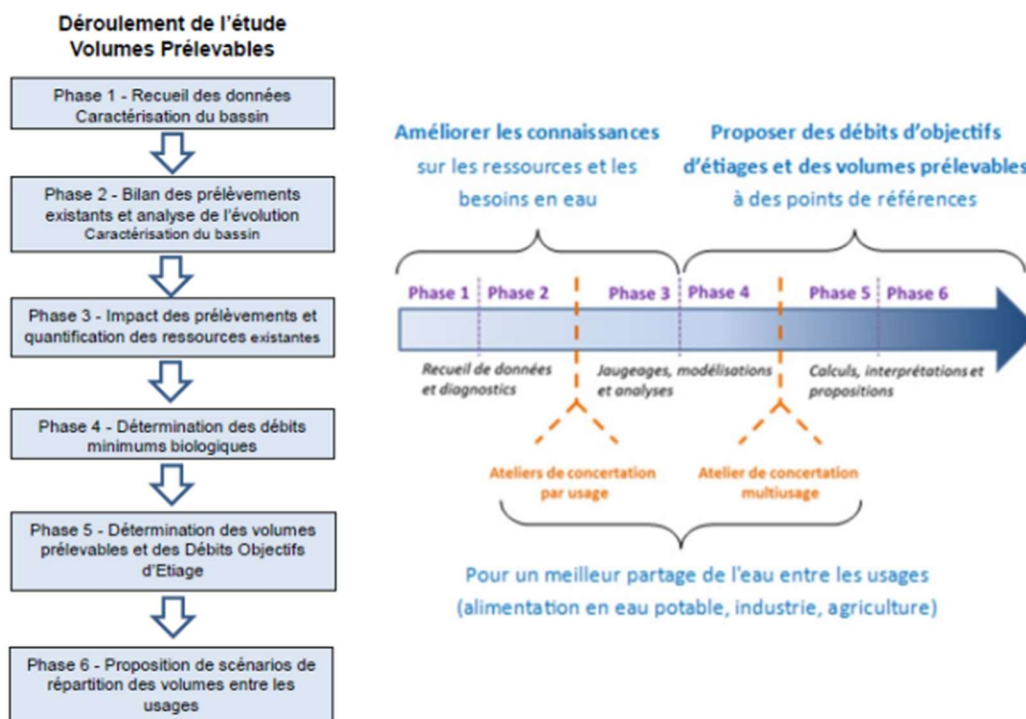 Déroulement de l'étude
Volumes Prélevables
Phase 1 - Recueil des données
Caractérisation du bassin
Phase 2 - Bilan des prélèvements
existants et analyse de l'évolution
Caractérisation du bassin
Phase 3 - Impact des prélèvements et
quantification des ressources existantes
Phase 4 - Détermination des débits
minimums biologiques
Phase 5 - Détermination des volumes
prélevables et des Débits Objectifs
d'Etiage
Phase 6 - Proposition de scénarios de
répartition des volumes entre les
usages
Améliorer les connaissances
sur les ressources et les
besoins en eau
Proposer des débits d'objectifs
d'étiages et des volumes prélevables
à des points de références
Phase 1 Phase 2 Phase 3 Phase 4 Phase 5 Phase 6
Recueil de données
et diagnostics
Jaugeages, modélisations
et analyses
Calculs, interprétations et
propositions
Ateliers de concertation
par usage
Atelier de concertation
multiusage
Pour un meilleur partage de l'eau entre les usages
(alimentation en eau potable, industrie, agriculture)